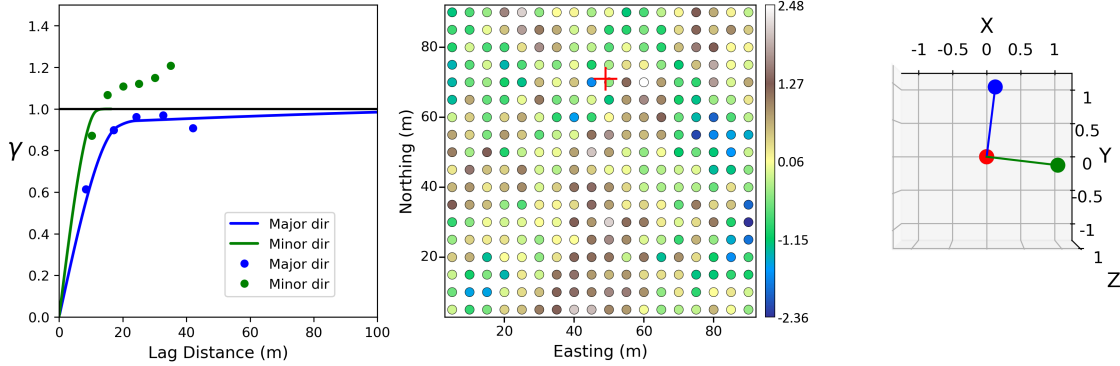 γ
1.4
1.2
1.0
0.8
0.6
0.4
0.2
0.0
0 20 40 60 80 100
Lag Distance (m)
Major dir
Minor dir
Major dir
Minor dir
Northing (m)
80
60
40
20
20 40 60 80
Easting (m)
2.48
1.27
0.06
-1.15
-2.36
X
-1 -0.5 0 0.5 1
1
0.5
0
-0.5
-1
Y
1
Z